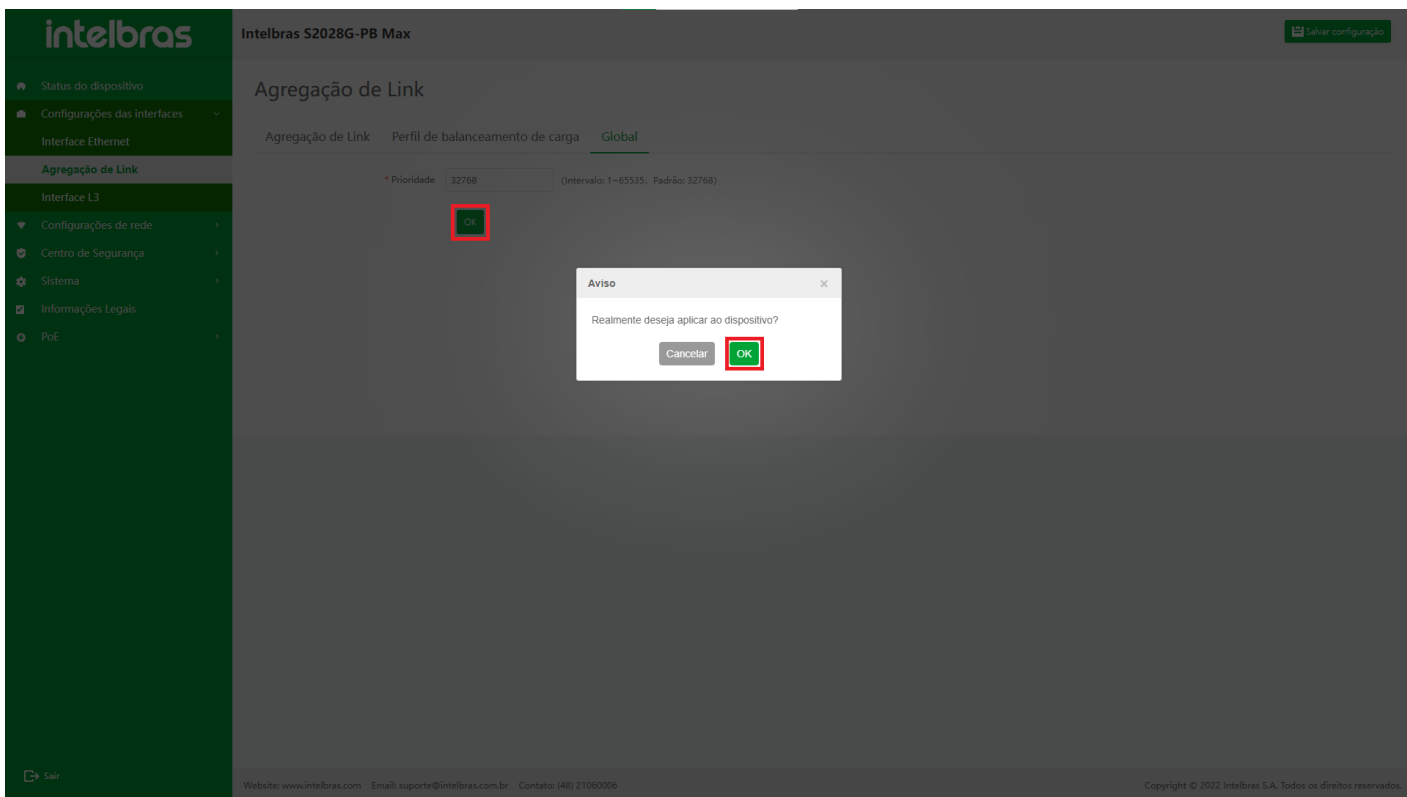 intelbras
Intelbras S2028G-PB Max
Salvar configuração
Status do dispositivo
Configurações das interfaces
Interface Ethernet
Agregação de Link
Interface L3
Configurações de rede
Centro de Segurança
Sistema
Informações Legais
PoE
Sair
Agregação de Link
Agregação de Link Perfil de balanceamento de carga Global
* Prioridade 32768 (Intervalo: 1~65535, Padrão: 32768)
OK
Aviso ×
Realmente deseja aplicar ao dispositivo?
Cancelar OK
Website: www.intelbras.com Email: suporte@intelbras.com.br Contato: (48) 21060006
Copyright © 2022 Intelbras S.A. Todos os direitos reservados.